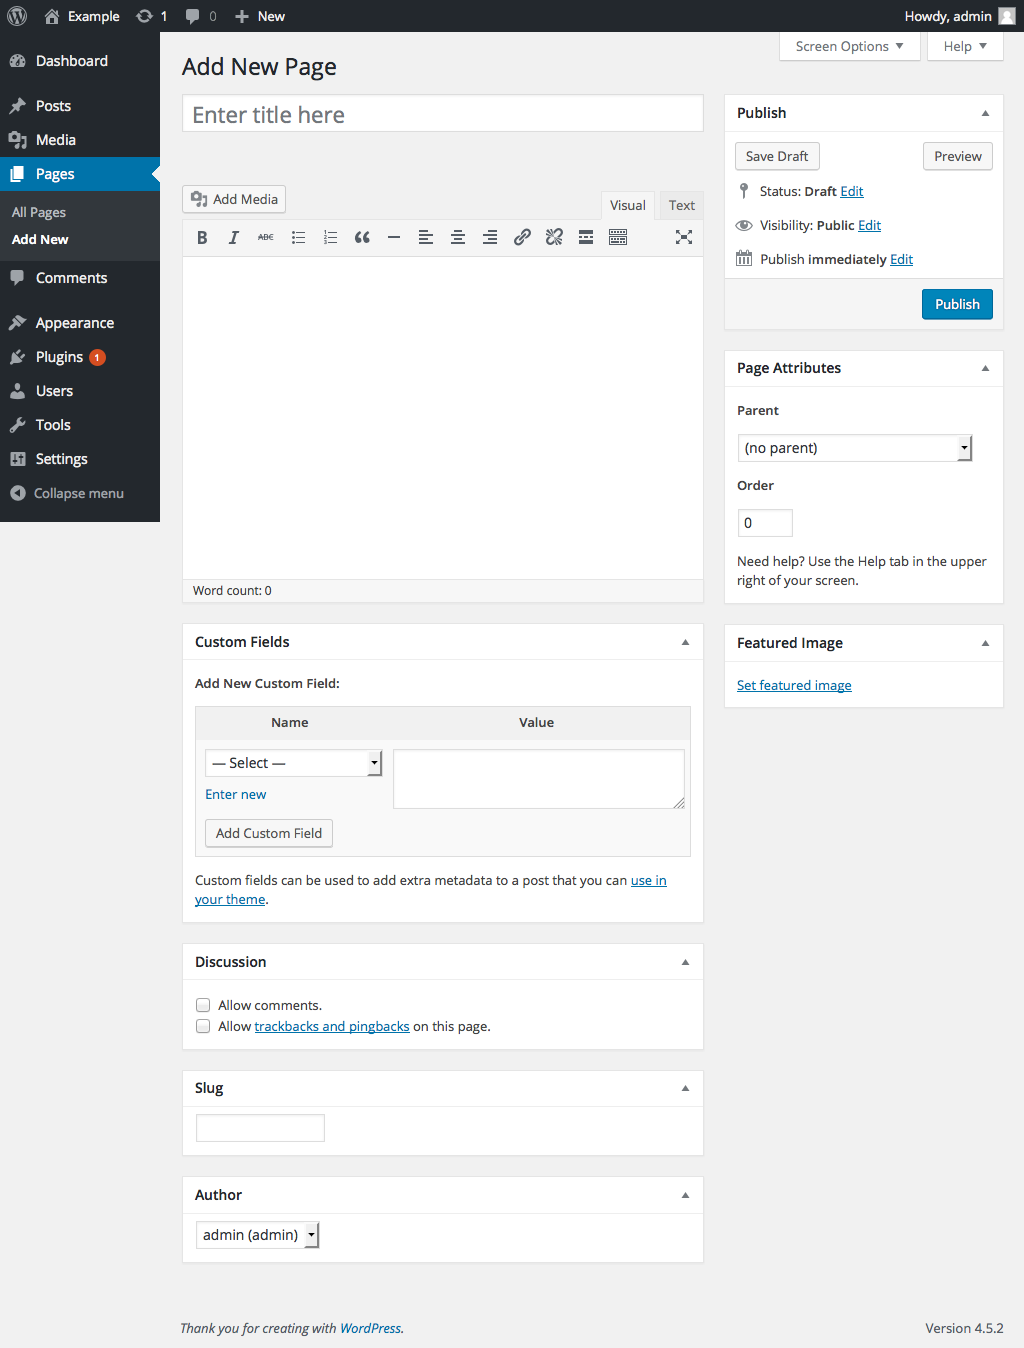 Example 1 0 New Howdy, admin
Screen Options Help
Dashboard
Posts
Media
Pages
All Pages
Add New
Comments
Appearance
Plugins 1
Users
Tools
Settings
Collapse menu
Add New Page
Enter title here
Add Media Visual Text
B I ABC
Word count: 0
Custom Fields
Add New Custom Field:
Name Value
— Select —
Enter new
Add Custom Field
Custom fields can be used to add extra metadata to a post that you can use in
your theme.
Discussion
Allow comments.
Allow trackbacks and pingbacks on this page.
Slug
Author
admin (admin)
Publish
Save Draft Preview
Status: Draft Edit
Visibility: Public Edit
Publish immediately Edit
Publish
Page Attributes
Parent
(no parent)
Order
0
Need help? Use the Help tab in the upper
right of your screen.
Featured Image
Set featured image
Thank you for creating with WordPress. Version 4.5.2